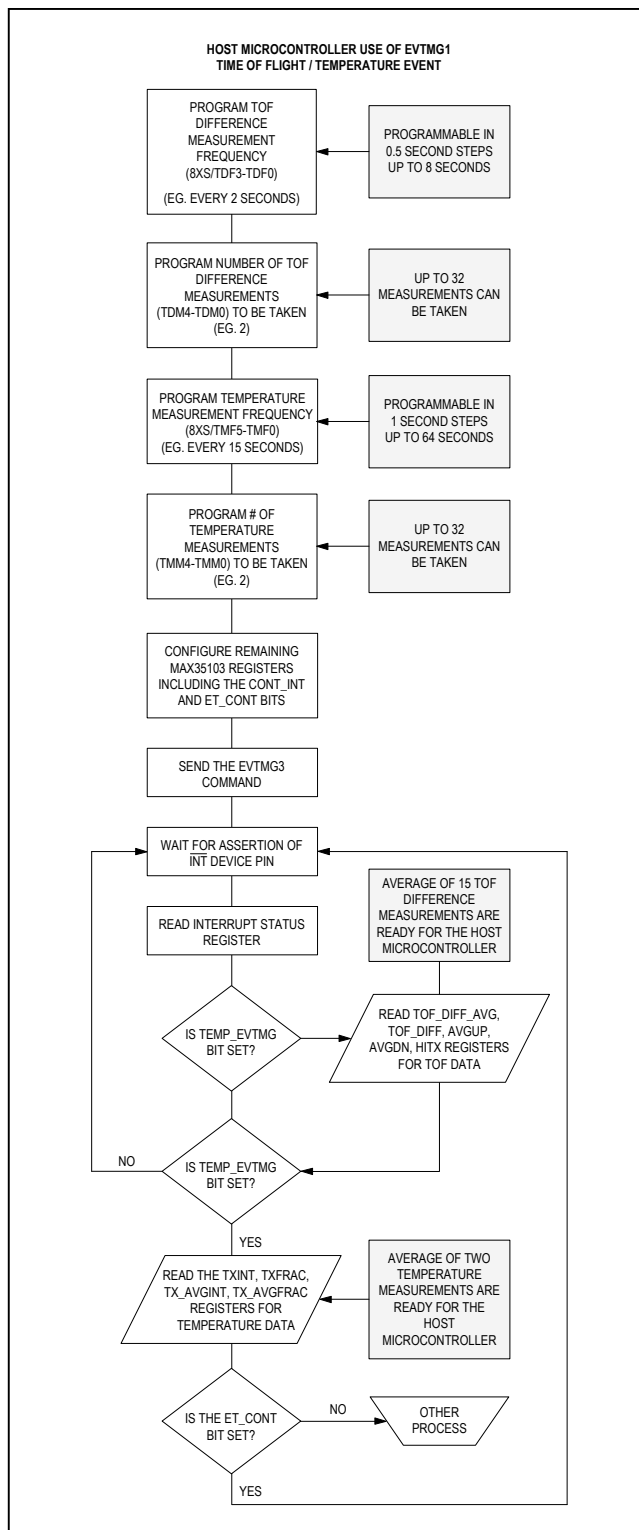 HOST MICROCONTROLLER USE OF EVTMG1
TIME OF FLIGHT / TEMPERATURE EVENT
PROGRAM TOF
DIFFERENCE
MEASUREMENT
FREQUENCY
(8XS/TDF3-TDF0)
(EG. EVERY 2 SECONDS)
PROGRAMMABLE IN
0.5 SECOND STEPS
UP TO 8 SECONDS
PROGRAM NUMBER OF TOF
DIFFERENCE
MEASUREMENTS
(TDM4-TDM0) TO BE TAKEN
(EG. 2)
UP TO 32
MEASUREMENTS CAN
BE TAKEN
PROGRAM TEMPERATURE
MEASUREMENT FREQUENCY
(8XS/TMF5-TMF0)
(EG. EVERY 15 SECONDS)
PROGRAMMABLE IN
1 SECOND STEPS
UP TO 64 SECONDS
PROGRAM # OF
TEMPERATURE
MEASUREMENTS
(TMM4-TMM0) TO BE TAKEN
(EG. 2)
UP TO 32
MEASUREMENTS CAN
BE TAKEN
CONFIGURE REMAINING
MAX35103 REGISTERS
INCLUDING THE CONT_INT
AND ET_CONT BITS
SEND THE EVTMG3
COMMAND
WAIT FOR ASSERTION OF
INT DEVICE PIN
READ INTERRUPT STATUS
REGISTER
AVERAGE OF 15 TOF
DIFFERENCE
MEASUREMENTS ARE
READY FOR THE HOST
MICROCONTROLLER
IS TEMP_EVTMG
BIT SET?
READ TOF_DIFF_AVG,
TOF_DIFF, AVGUP,
AVGDN, HITX REGISTERS
FOR TOF DATA
IS TEMP_EVTMG
BIT SET?
NO
YES
READ THE TXINT, TXFRAC,
TX_AVGINT, TX_AVGFRAC
REGISTERS FOR
TEMPERATURE DATA
AVERAGE OF TWO
TEMPERATURE
MEASUREMENTS ARE
READY FOR THE
HOST
MICROCONTROLLER
IS THE ET_CONT
BIT SET?
NO
OTHER
PROCESS
YES